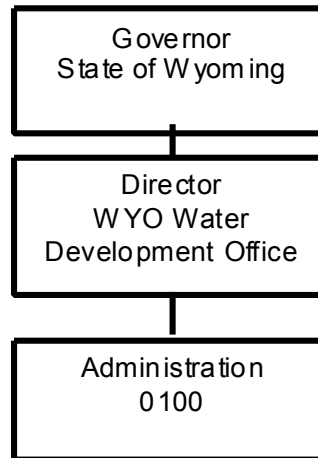 Governor
State of Wyoming
Director
WYO Water
Development Office
Administration
0100